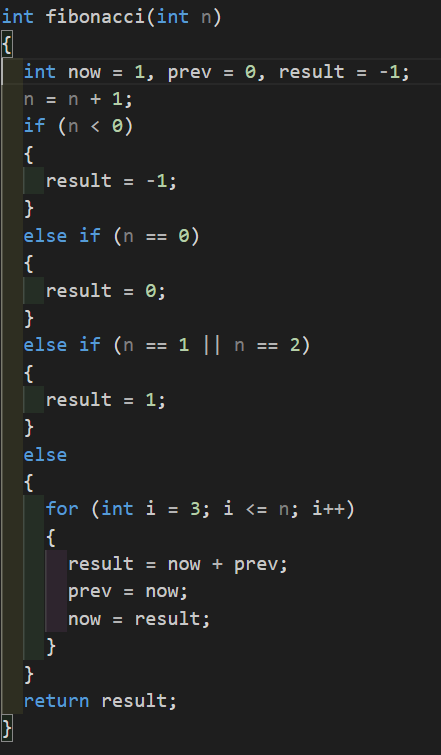 int fibonacci(int n)
{
int now = 1, prev = 0, result = -1;
n = n + 1;
if (n < 0)
{
result = -1;
}
else if (n == 0)
{
result = 0;
}
else if (n == 1 || n == 2)
{
result = 1;
}
else
{
for (int i = 3; i <= n; i++)
{
result = now + prev;
prev = now;
now = result;
}
}
return result;
}